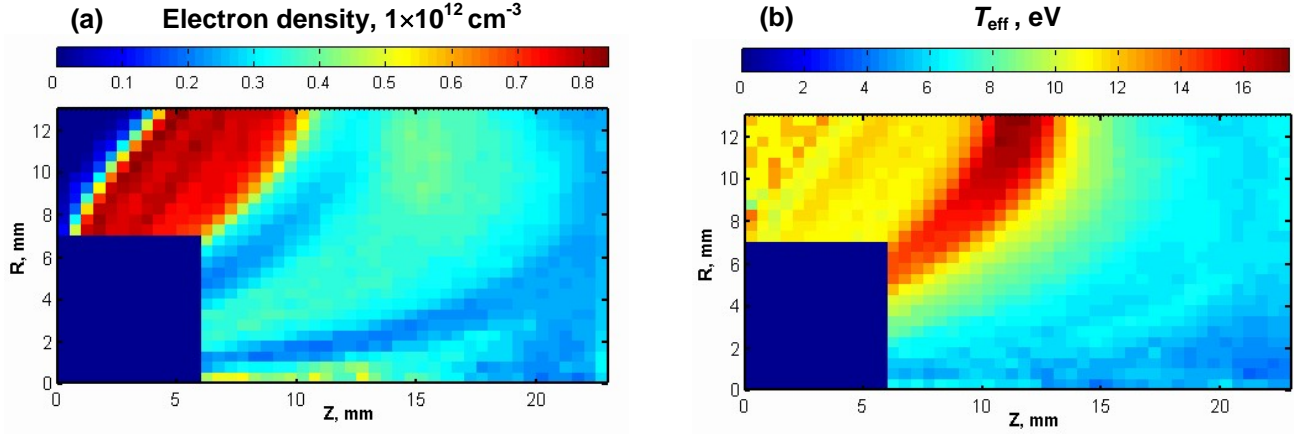 (a) Electron density, 1×10¹² cm⁻³
0 0.1 0.2 0.3 0.4 0.5 0.6 0.7 0.8
12
10
8
6
4
2
0
R, mm
0 5 10 15 20
Z, mm
(b) T_eff , eV
0 2 4 6 8 10 12 14 16
12
10
8
6
4
2
0
R, mm
0 5 10 15 20
Z, mm